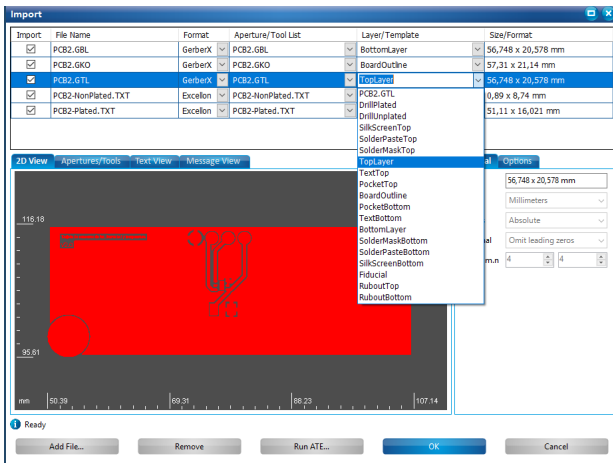 Import
Import File Name Format Aperture/Tool List Layer/Template Size/Format
PCB2.GBL GerberX PCB2.GBL BottomLayer 56,748 x 20,578 mm
PCB2.GKO GerberX PCB2.GKO BoardOutline 57,31 x 21,14 mm
PCB2.GTL GerberX PCB2.GTL TopLayer 56,748 x 20,578 mm
PCB2-NonPlated.TXT Excellon PCB2-NonPlated.TXT 0,89 x 8,74 mm
PCB2-Plated.TXT Excellon PCB2-Plated.TXT 51,11 x 16,021 mm
PCB2.GTL
DrillPlated
DrillUnplated
SilkScreenTop
SolderPasteTop
SolderMaskTop
TopLayer
TextTop
PocketTop
BoardOutline
PocketBottom
TextBottom
BottomLayer
SolderMaskBottom
SolderPasteBottom
SilkScreenBottom
Fiducial
RuboutTop
RuboutBottom
2D View Apertures/Tools Text View Message View
al Options
56,748 x 20,578 mm
Millimeters
Absolute
ial Omit leading zeros
m.n 4 4
116.18
95.61
mm 50.39 69.31 88.23 107.14
Ready
Add File... Remove Run ATE... OK Cancel